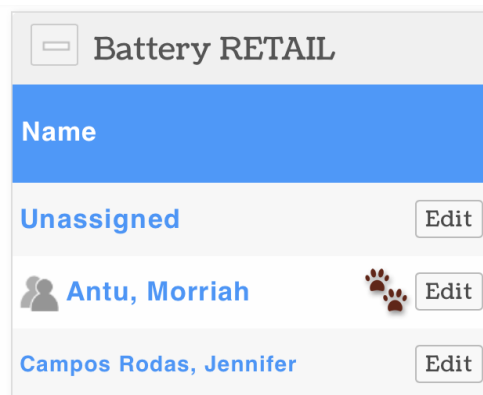 Battery RETAIL
Name
Unassigned Edit
Antu, Morriah Edit
Campos Rodas, Jennifer Edit